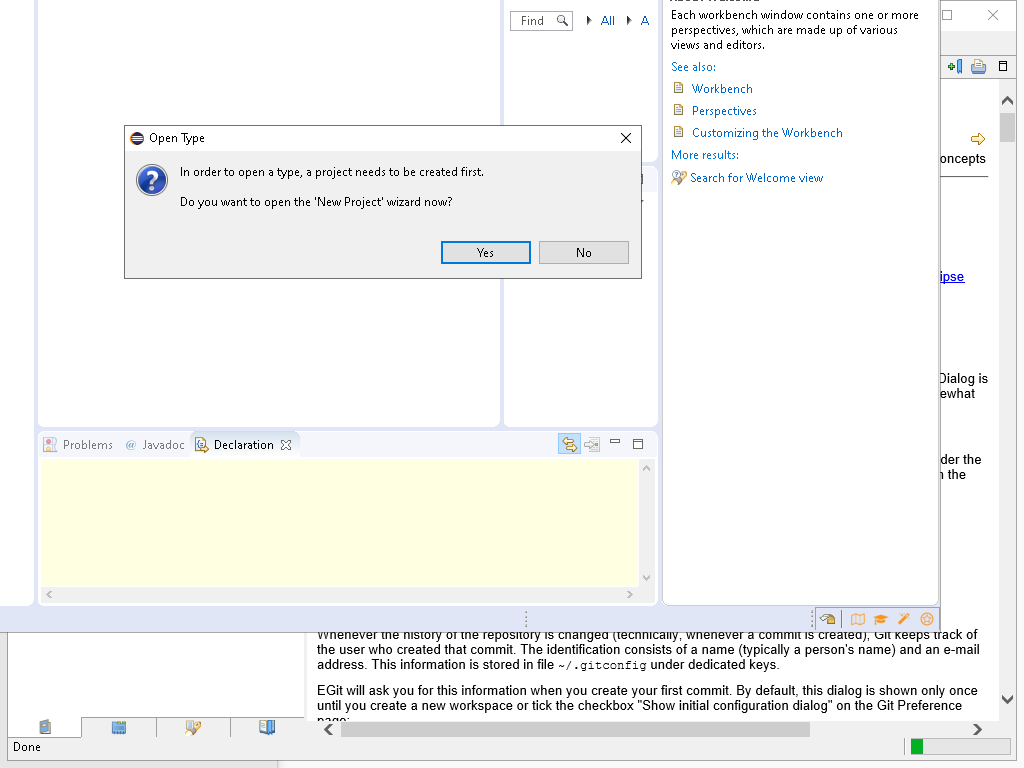 Find
All
A
Each workbench window contains one or more
perspectives, which are made up of various
views and editors.
See also:
Workbench
Perspectives
Customizing the Workbench
More results:
Search for Welcome view
Open Type
In order to open a type, a project needs to be created first.
Do you want to open the 'New Project' wizard now?
Yes
No
oncepts
ipse
Dialog is
ewhat
der the
the
Problems
@ Javadoc
Declaration
Whenever the history of the repository is changed (technically, whenever a commit is created), Git keeps track of
the user who created that commit. The identification consists of a name (typically a person's name) and an e-mail
address. This information is stored in file ~/.gitconfig under dedicated keys.
EGit will ask you for this information when you create your first commit. By default, this dialog is shown only once
until you create a new workspace or tick the checkbox "Show initial configuration dialog" on the Git Preference
page:
Done